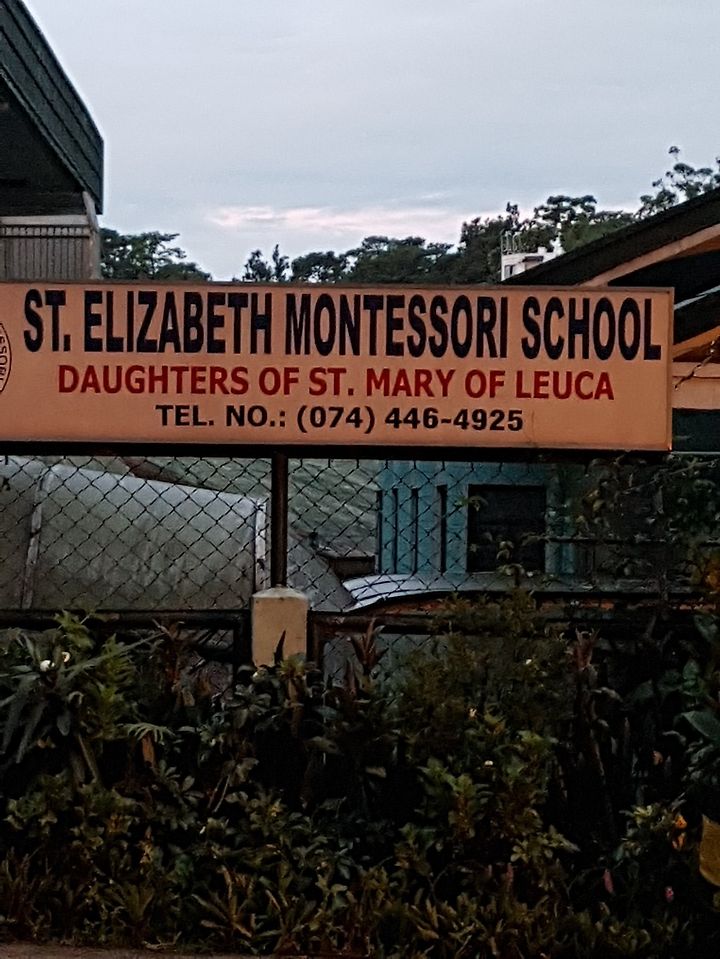 ST. ELIZABETH MONTESSORI SCHOOL
DAUGHTERS OF ST. MARY OF LEUCA
TEL. NO.: (074) 446-4925